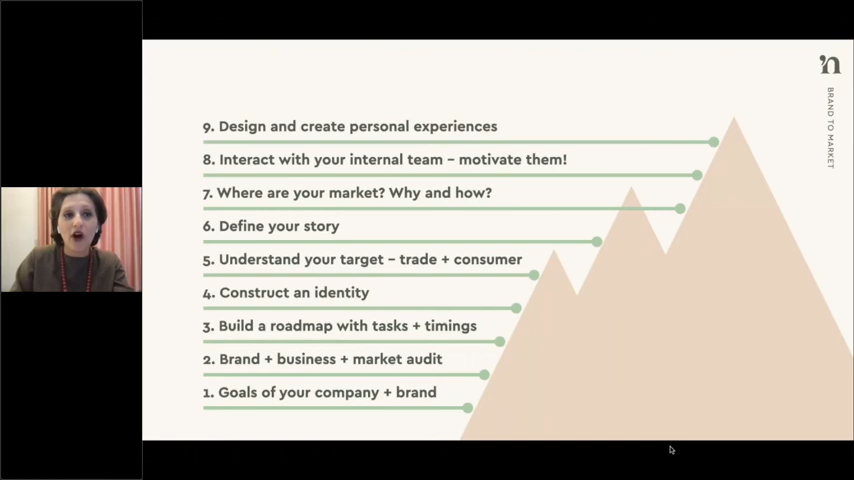 'n
BRAND TO MARKET
9. Design and create personal experiences
8. Interact with your internal team – motivate them!
7. Where are your market? Why and how?
6. Define your story
5. Understand your target – trade + consumer
4. Construct an identity
3. Build a roadmap with tasks + timings
2. Brand + business + market audit
1. Goals of your company + brand